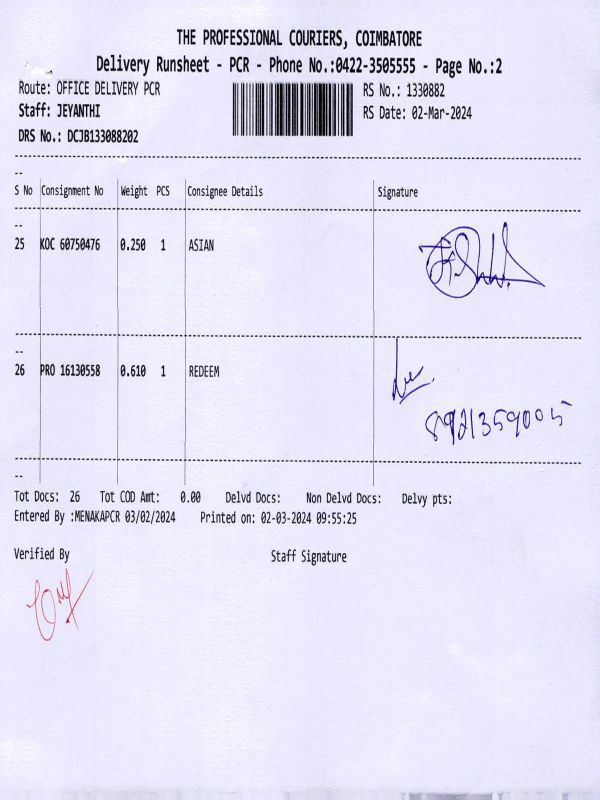 THE PROFESSIONAL COURIERS, COIMBATORE
Delivery Runsheet - PCR - Phone No.:0422-3505555 - Page No.:2
Route: OFFICE DELIVERY PCR RS No.: 1330882
Staff: JEYANTHI RS Date: 02-Mar-2024
DRS No.: DCJB133088202
S No Consignment No Weight PCS Consignee Details Signature
25 KOC 60750476 0.250 1 ASIAN
26 PRO 16130558 0.610 1 REDEEM
8921359005
Tot Docs: 26 Tot COD Amt: 0.00 Delvd Docs: Non Delvd Docs: Delvy pts:
Entered By :MENAKAPCR 03/02/2024 Printed on: 02-03-2024 09:55:25
Verified By Staff Signature